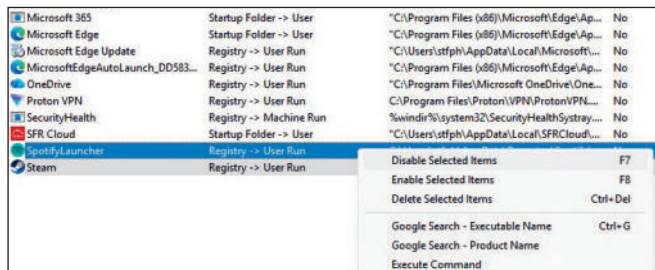 Microsoft 365 Startup Folder -> User "C:\Program Files (x86)\Microsoft\Edge\Ap... No
Microsoft Edge Startup Folder -> User "C:\Program Files (x86)\Microsoft\Edge\Ap... No
Microsoft Edge Update Registry -> User Run "C:\Users\stfph\AppData\Local\Microsoft\... No
MicrosoftEdgeAutoLaunch_DD583... Registry -> User Run "C:\Program Files (x86)\Microsoft\Edge\Ap... No
OneDrive Registry -> User Run "C:\Program Files\Microsoft OneDrive\One... No
Proton VPN Registry -> User Run C:\Program Files\Proton\VPN\ProtonVPN.... No
SecurityHealth Registry -> Machine Run %windir%\system32\SecurityHealthSystray.... No
SFR Cloud Startup Folder -> User "C:\Users\stfph\AppData\Local\SFRCloud\... No
SpotifyLauncher Registry -> User Run
Steam Registry -> User Run
Disable Selected Items F7
Enable Selected Items F8
Delete Selected Items Ctrl+Del
Google Search - Executable Name Ctrl+G
Google Search - Product Name
Execute Command